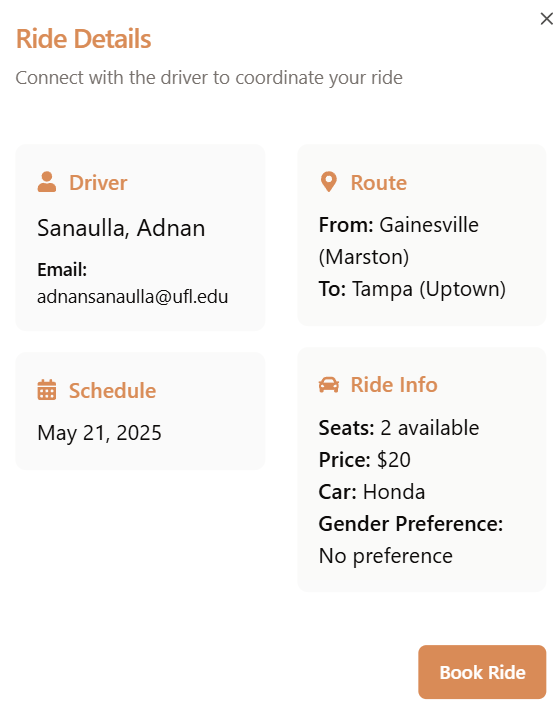 Ride Details
Connect with the driver to coordinate your ride
Driver
Sanaulla, Adnan
Email:
adnansanaulla@ufl.edu
Schedule
May 21, 2025
Route
From: Gainesville
(Marston)
To: Tampa (Uptown)
Ride Info
Seats: 2 available
Price: $20
Car: Honda
Gender Preference:
No preference
Book Ride